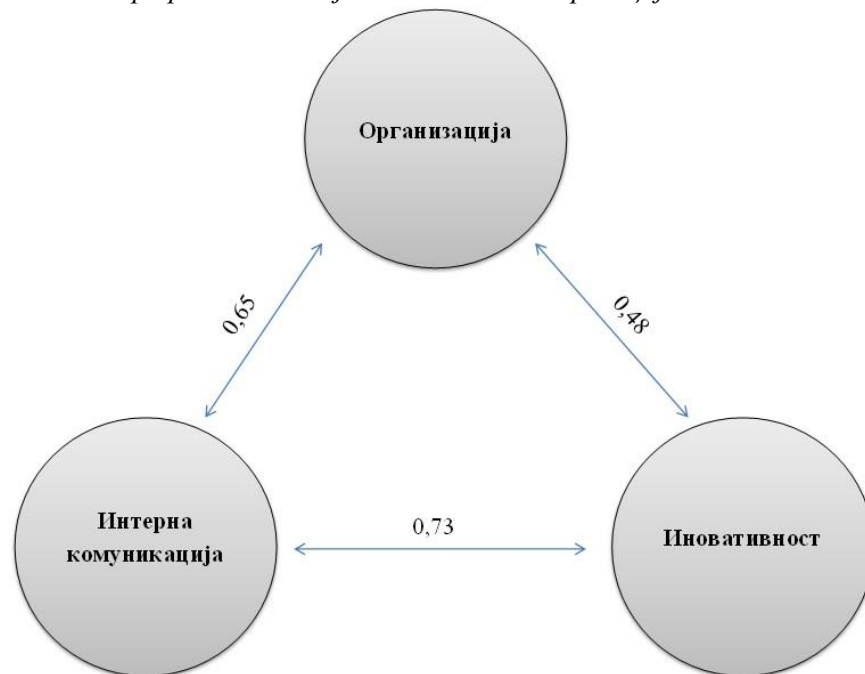 Организација
0,65
0,48
0,73
Интерна
комуникација
Иновативност